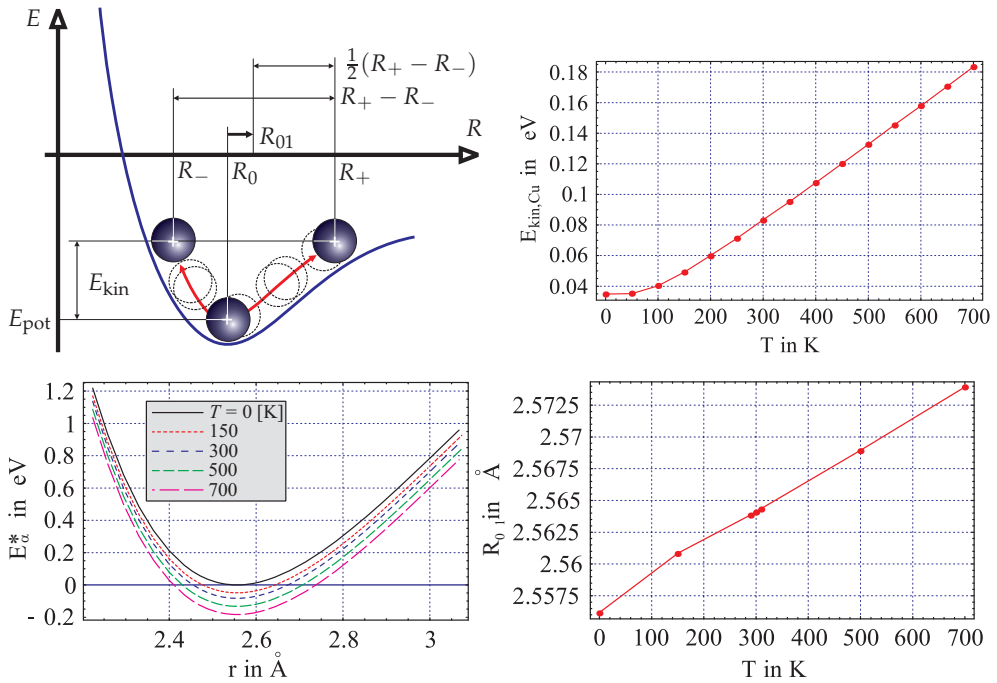 E
½(R₊ − R₋)
R₊ − R₋
R₀₁
R
R₋
R₀
R₊
E_kin
E_pot
0.18
0.16
0.14
0.12
0.1
0.08
0.06
0.04
E_kin,Cu in eV
0 100 200 300 400 500 600 700
T in K
1.2
1
0.8
0.6
0.4
0.2
0
- 0.2
E*_α in eV
T = 0 [K]
150
300
500
700
2.4 2.6 2.8 3
r in Å
2.5725
2.57
2.5675
2.565
2.5625
2.56
2.5575
R₀ ₁ in Å
0 100 200 300 400 500 600 700
T in K